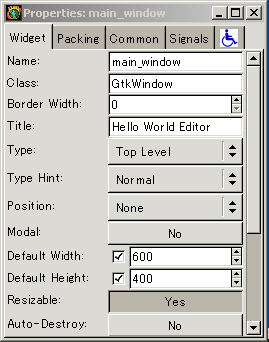 Properties: main_window
Widget Packing Common Signals
Name: main_window
Class: GtkWindow
Border Width: 0
Title: Hello World Editor
Type: Top Level
Type Hint: Normal
Position: None
Modal: No
Default Width: 600
Default Height: 400
Resizable: Yes
Auto-Destroy: No